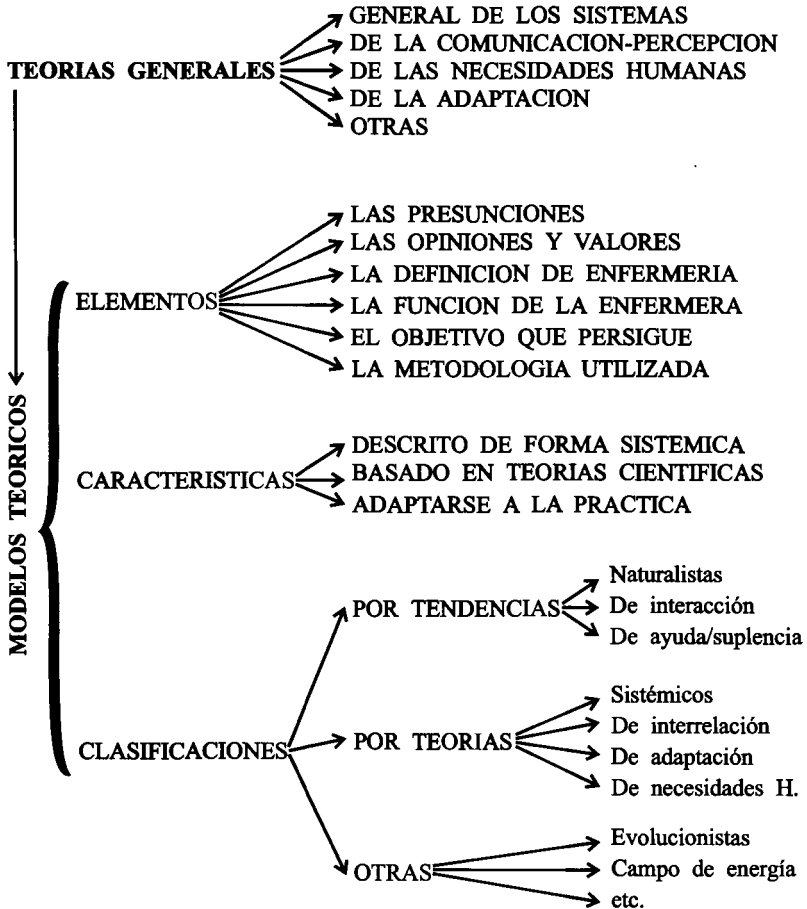 GENERAL DE LOS SISTEMAS
DE LA COMUNICACION-PERCEPCION
TEORIAS GENERALES
DE LAS NECESIDADES HUMANAS
DE LA ADAPTACION
OTRAS
MODELOS TEORICOS
ELEMENTOS
LAS PRESUNCIONES
LAS OPINIONES Y VALORES
LA DEFINICION DE ENFERMERIA
LA FUNCION DE LA ENFERMERA
EL OBJETIVO QUE PERSIGUE
LA METODOLOGIA UTILIZADA
CARACTERISTICAS
DESCRITO DE FORMA SISTEMICA
BASADO EN TEORIAS CIENTIFICAS
ADAPTARSE A LA PRACTICA
CLASIFICACIONES
POR TENDENCIAS
Naturalistas
De interacción
De ayuda/suplencia
POR TEORIAS
Sistémicos
De interrelación
De adaptación
De necesidades H.
OTRAS
Evolucionistas
Campo de energía
etc.